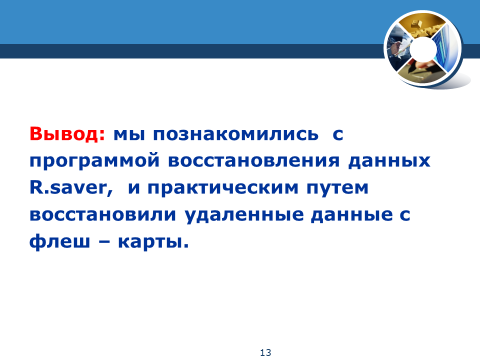 Вывод: мы познакомились с
программой восстановления данных
R.saver, и практическим путем
восстановили удаленные данные с
флеш – карты.
13